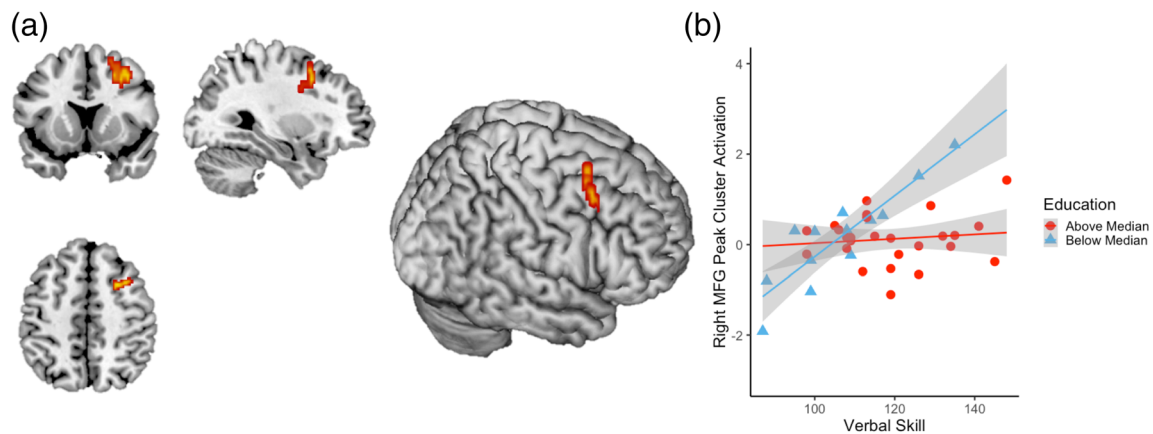 (a)
(b)
Right MFG Peak Cluster Activation
4
2
0
-2
100
120
140
Verbal Skill
Education
Above Median
Below Median